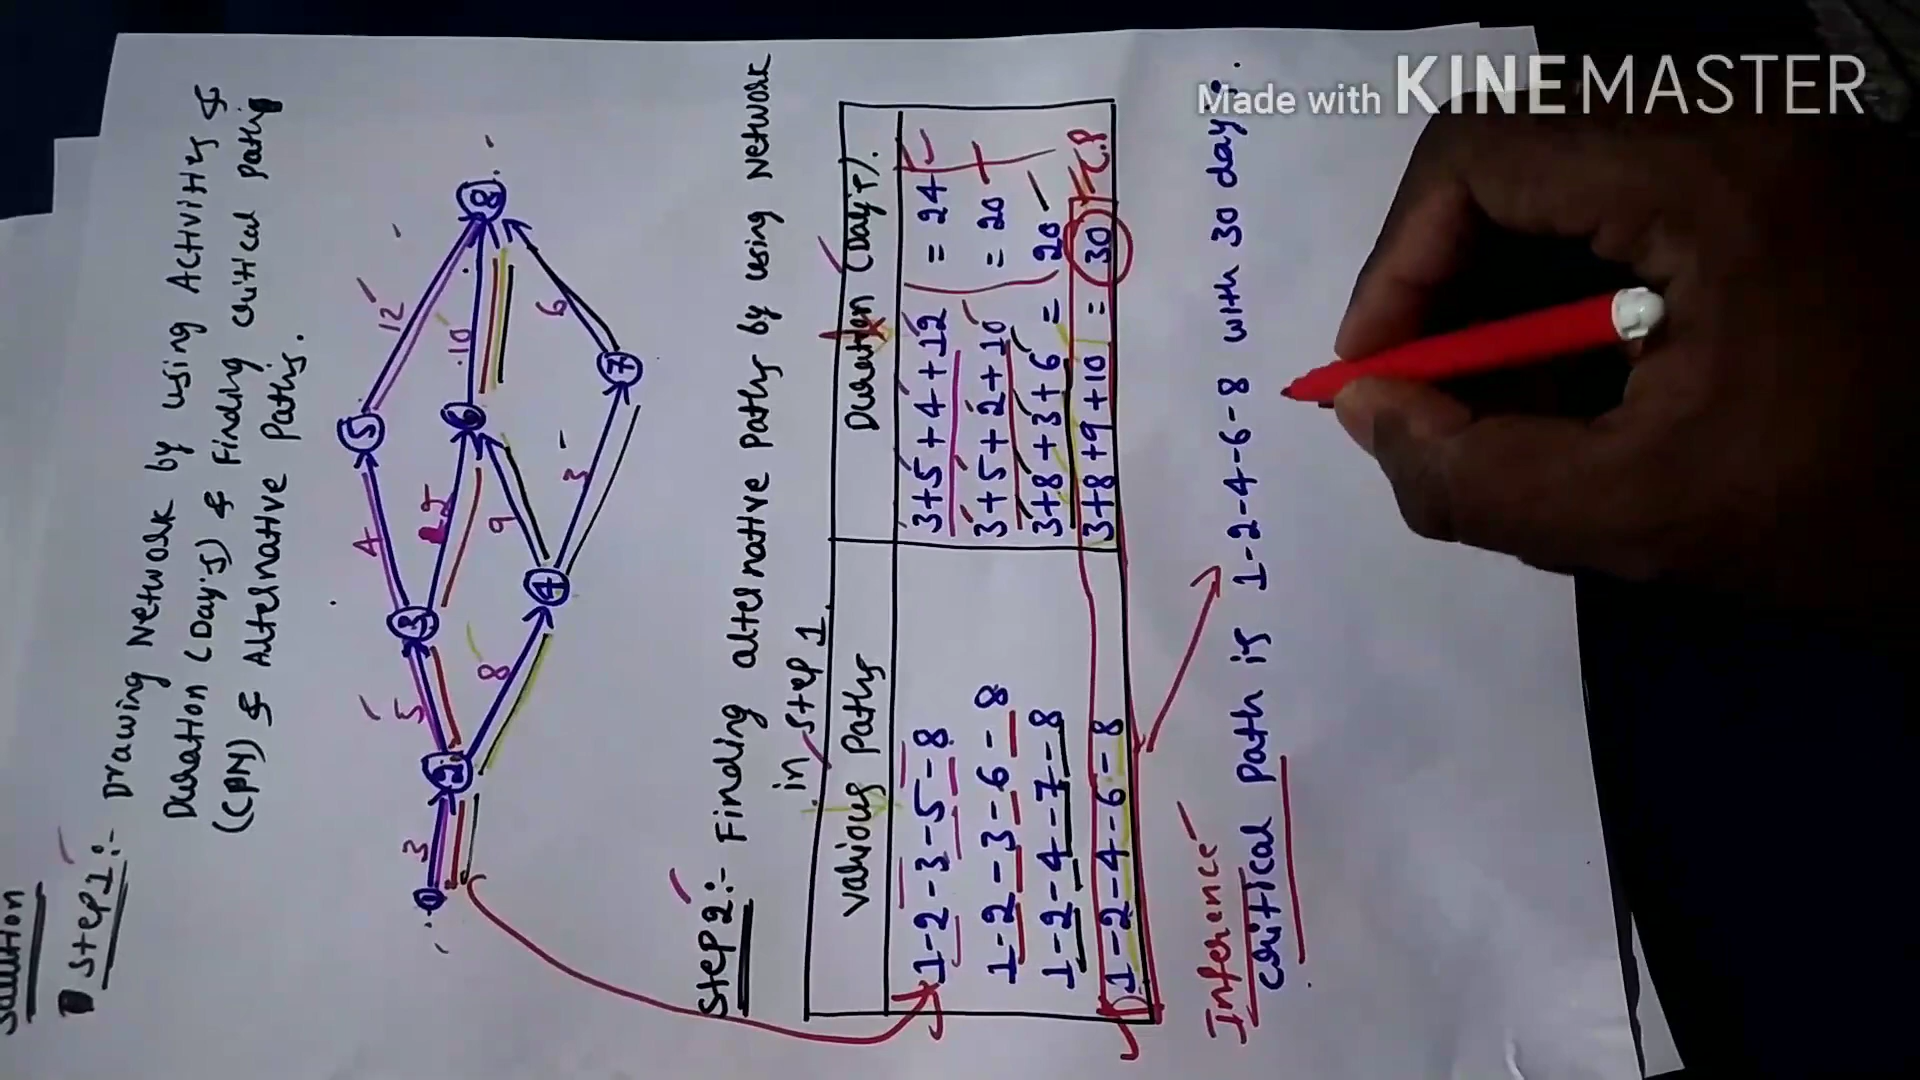 Solution
Step 1:- Drawing Network by using Activities &
Duration (Day's) & Finding critical path
(CPM) & Alternative Paths.
1
2
3
4
5
6
7
8
3
5
8
4
2
9
3
12
10
6
Step 2:- Finding alternative paths by using Network
in Step 1.
Various Paths
Duration (Day's).
1-2-3-5-8
3+5+4+12 = 24
1-2-3-6-8
3+5+2+10 = 20
1-2-4-7-8
3+8+3+6 = 20
1-2-4-6-8
3+8+9+10 = 30
C.P
Inference
Critical path is 1-2-4-6-8 with 30 day's.
Made with KINEMASTER